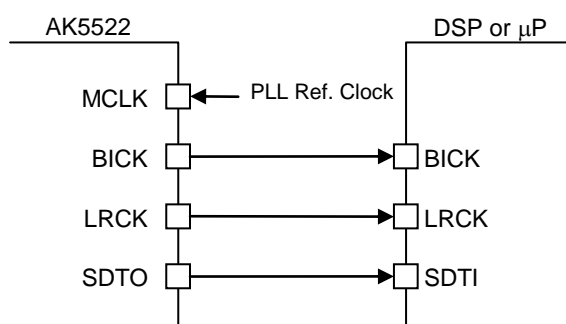 AK5522
DSP or μP
MCLK
PLL Ref. Clock
BICK
BICK
LRCK
LRCK
SDTO
SDTI